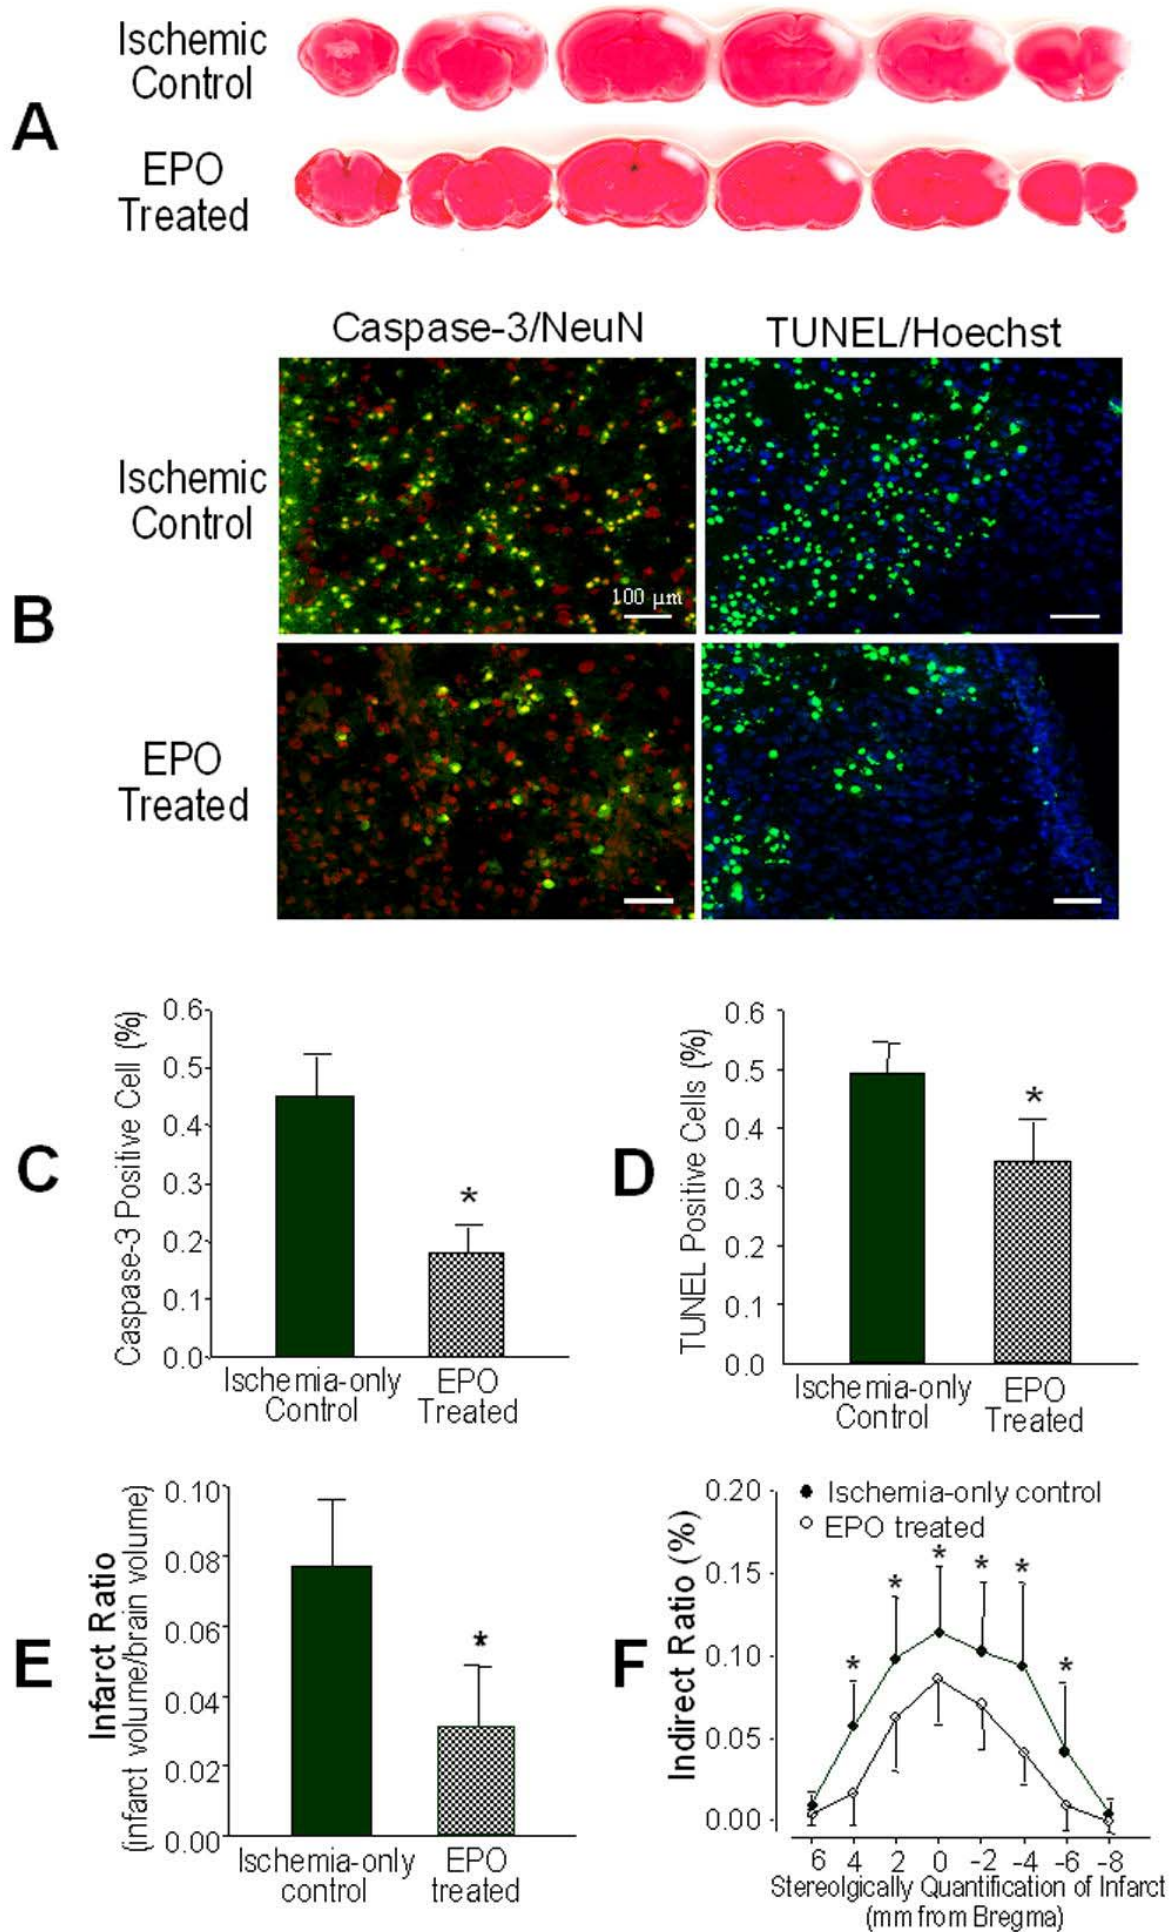 A
Ischemic
Control
EPO
Treated
B
Caspase-3/NeuN
TUNEL/Hoechst
Ischemic
Control
100 µm
EPO
Treated
C
Caspase-3 Positive Cell (%)
0.6
0.5
0.4
0.3
0.2
0.1
0.0
*
Ischemia-only
Control
EPO
Treated
D
TUNEL Positive Cells (%)
0.6
0.5
0.4
0.3
0.2
0.1
0.0
*
Ischemia-only
Control
EPO
Treated
E
Infarct Ratio
(infarct volume/brain volume)
0.10
0.08
0.06
0.04
0.02
0.00
*
Ischemia-only
control
EPO
treated
F
Indirect Ratio (%)
0.20
0.15
0.10
0.05
0.00
Ischemia-only control
EPO treated
* * * * * *
6 4 2 0 -2 -4 -6 -8
Stereolgically Quantification of Infarct
(mm from Bregma)